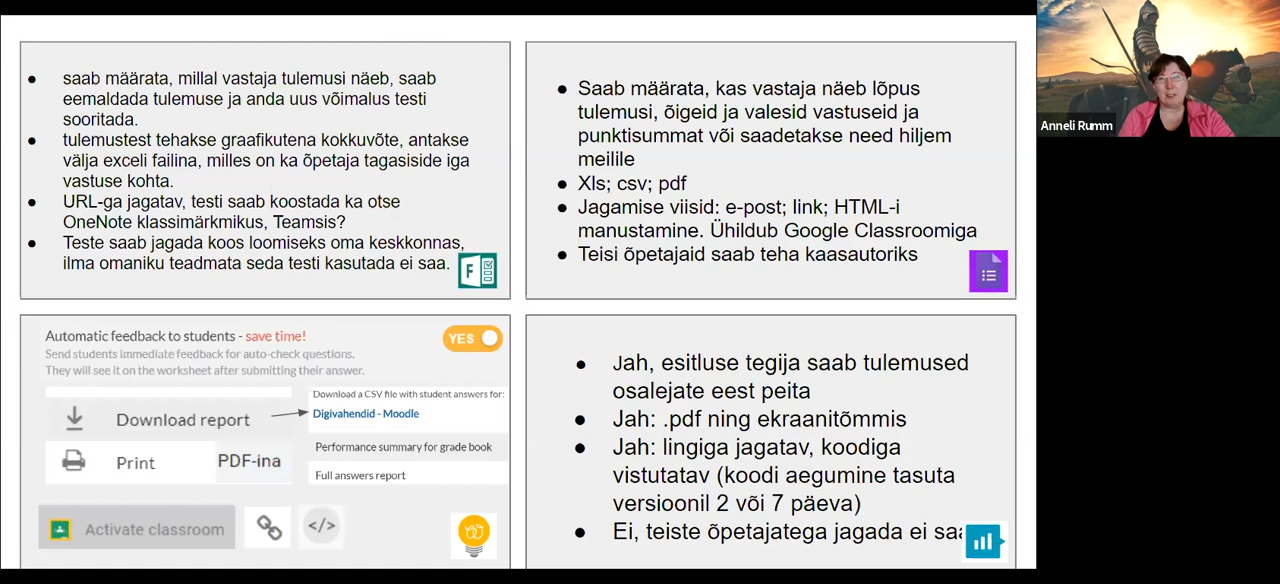 saab määrata, millal vastaja tulemusi näeb, saab
eemaldada tulemuse ja anda uus võimalus testi
sooritada.
tulemustest tehakse graafikutena kokkuvõte, antakse
välja exceli failina, milles on ka õpetaja tagasiside iga
vastuse kohta.
URL-ga jagatav, testi saab koostada ka otse
OneNote klassimärkmikus, Teamsis?
Teste saab jagada koos loomiseks oma keskkonnas,
ilma omaniku teadmata seda testi kasutada ei saa.
F
Saab määrata, kas vastaja näeb lõpus
tulemusi, õigeid ja valesid vastuseid ja
punktisummat või saadetakse need hiljem
meilile
Xls; csv; pdf
Jagamise viisid: e-post; link; HTML-i
manustamine. Ühildub Google Classroomiga
Teisi õpetajaid saab teha kaasautoriks
Automatic feedback to students - save time!
YES
Send students immediate feedback for auto-check questions.
They will see it on the worksheet after submitting their answer.
Download a CSV file with student answers for:
Download report
Digivahendid - Moodle
Performance summary for grade book
Print
PDF-ina
Full answers report
Activate classroom
</>
Jah, esitluse tegija saab tulemused
osalejate eest peita
Jah: .pdf ning ekraanitõmmis
Jah: lingiga jagatav, koodiga
vistutatav (koodi aegumine tasuta
versioonil 2 või 7 päeva)
Ei, teiste õpetajatega jagada ei saa
Anneli Rumm